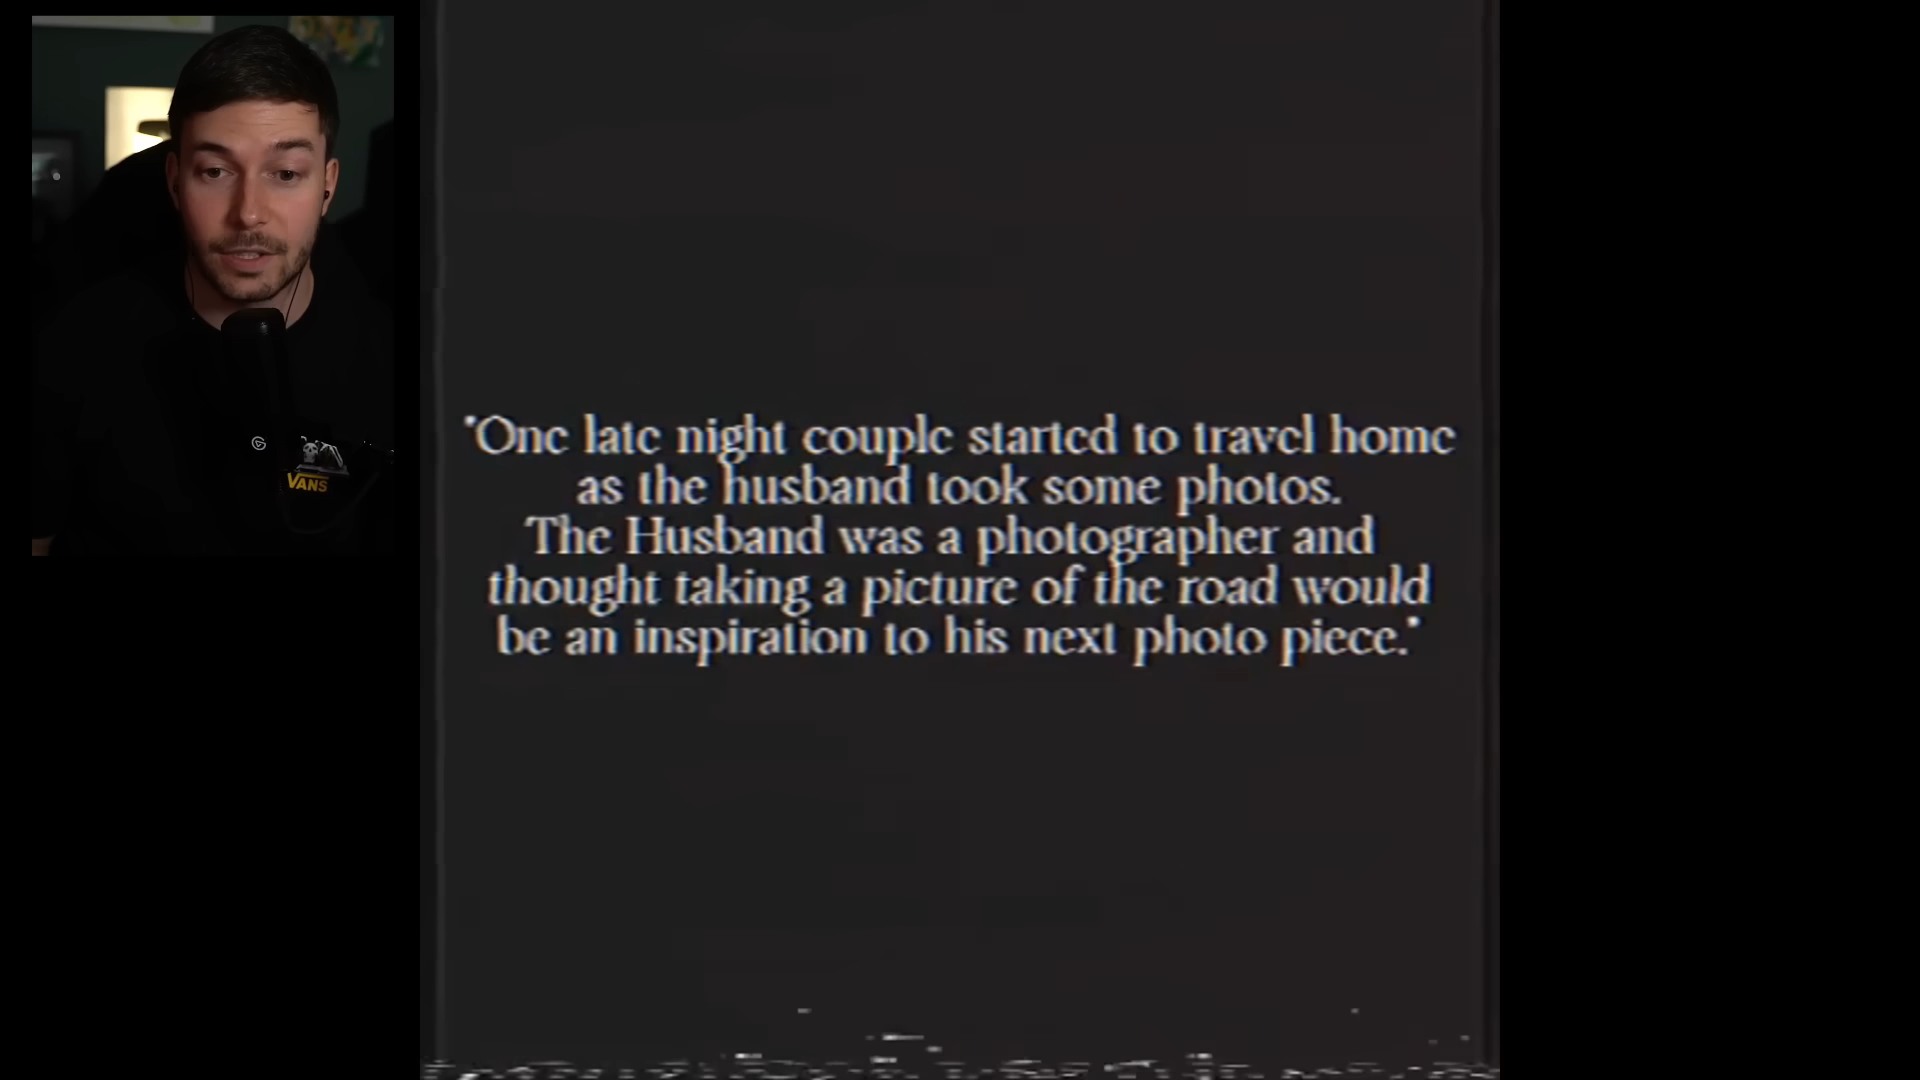 "One late night couple started to travel home
as the husband took some photos.
The Husband was a photographer and
thought taking a picture of the road would
be an inspiration to his next photo piece."
VANS